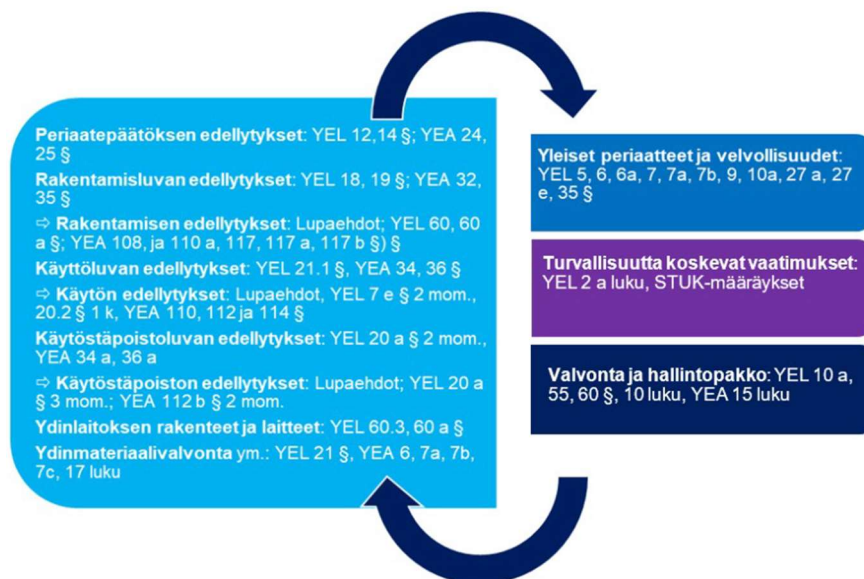 Periaatepäätöksen edellytykset: YEL 12,14 §; YEA 24,
25 §
Rakentamisluvan edellytykset: YEL 18, 19 §; YEA 32,
35 §
⇨ Rakentamisen edellytykset: Lupaehdot; YEL 60, 60
a §; YEA 108, ja 110 a, 117, 117 a, 117 b §) §
Käyttöluvan edellytykset: YEL 21.1 §, YEA 34, 36 §
⇨ Käytön edellytykset: Lupaehdot, YEL 7 e § 2 mom.,
20.2 § 1 k, YEA 110, 112 ja 114 §
Käytöstäpoistoluvan edellytykset: YEL 20 a § 2 mom.,
YEA 34 a, 36 a
⇨ Käytöstäpoiston edellytykset: Lupaehdot; YEL 20 a
§ 3 mom.; YEA 112 b § 2 mom.
Ydinlaitoksen rakenteet ja laitteet: YEL 60.3, 60 a §
Ydinmateriaalivalvonta ym.: YEL 21 §, YEA 6, 7a, 7b,
7c, 17 luku
Yleiset periaatteet ja velvollisuudet:
YEL 5, 6, 6a, 7, 7a, 7b, 9, 10a, 27 a, 27
e, 35 §
Turvallisuutta koskevat vaatimukset:
YEL 2 a luku, STUK-määräykset
Valvonta ja hallintopakko: YEL 10 a,
55, 60 §, 10 luku, YEA 15 luku